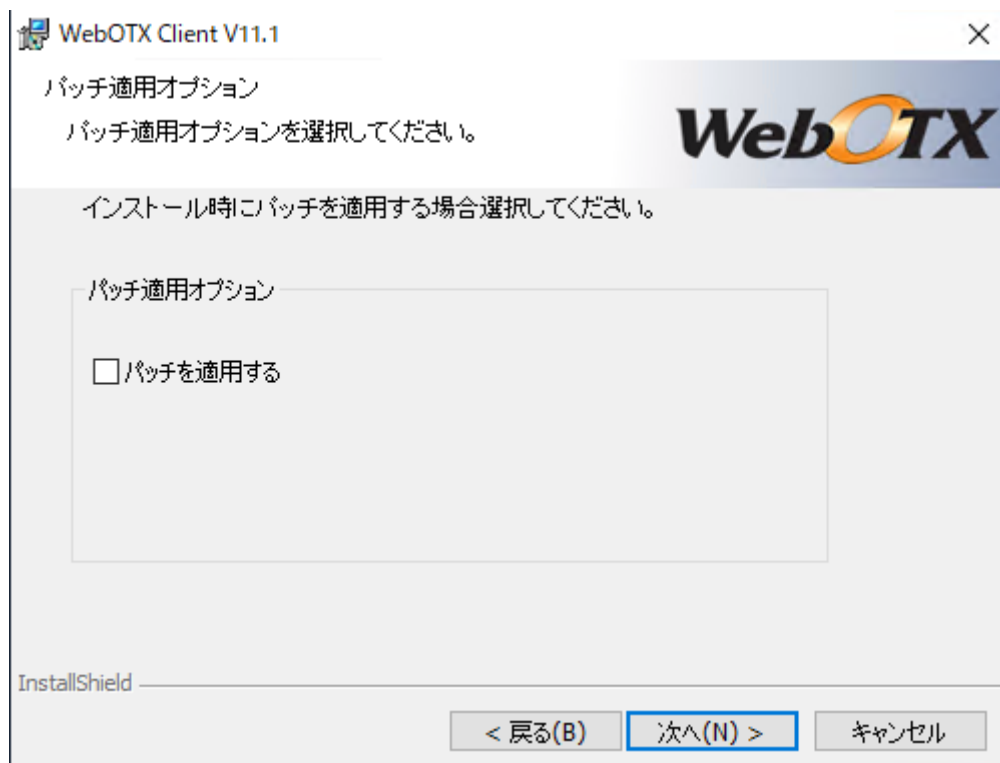 WebOTX Client V11.1
パッチ適用オプション
パッチ適用オプションを選択してください。
WebOTX
インストール時にパッチを適用する場合選択してください。
パッチ適用オプション
パッチを適用する
InstallShield
< 戻る(B)
次へ(N) >
キャンセル